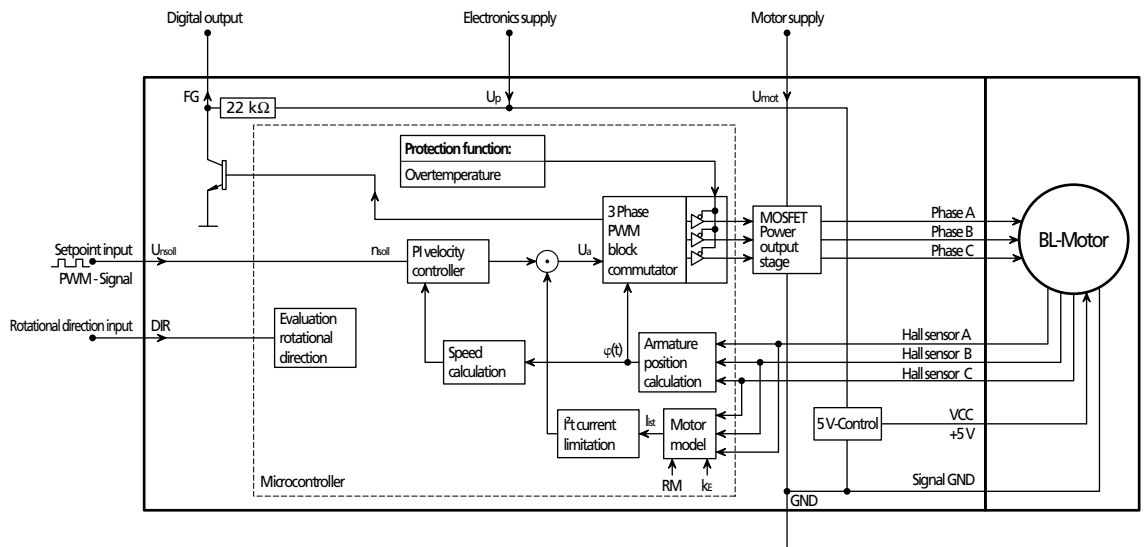 Digital output
Electronics supply
Motor supply
FG
22 kΩ
Up
Umot
Protection function:
Overtemperature
3 Phase
PWM
block
commutator
MOSFET
Power
output
stage
Phase A
Phase B
Phase C
BL-Motor
Setpoint input
PWM - Signal
Unsoll
nsoll
PI velocity
controller
Ua
Rotational direction input
DIR
Evaluation
rotational
direction
Speed
calculation
φ(t)
Armature
position
calculation
Hall sensor A
Hall sensor B
Hall sensor C
I²t current
limitation
Iist
Motor
model
5 V-Control
VCC
+5 V
RM
kE
Microcontroller
Signal GND
GND